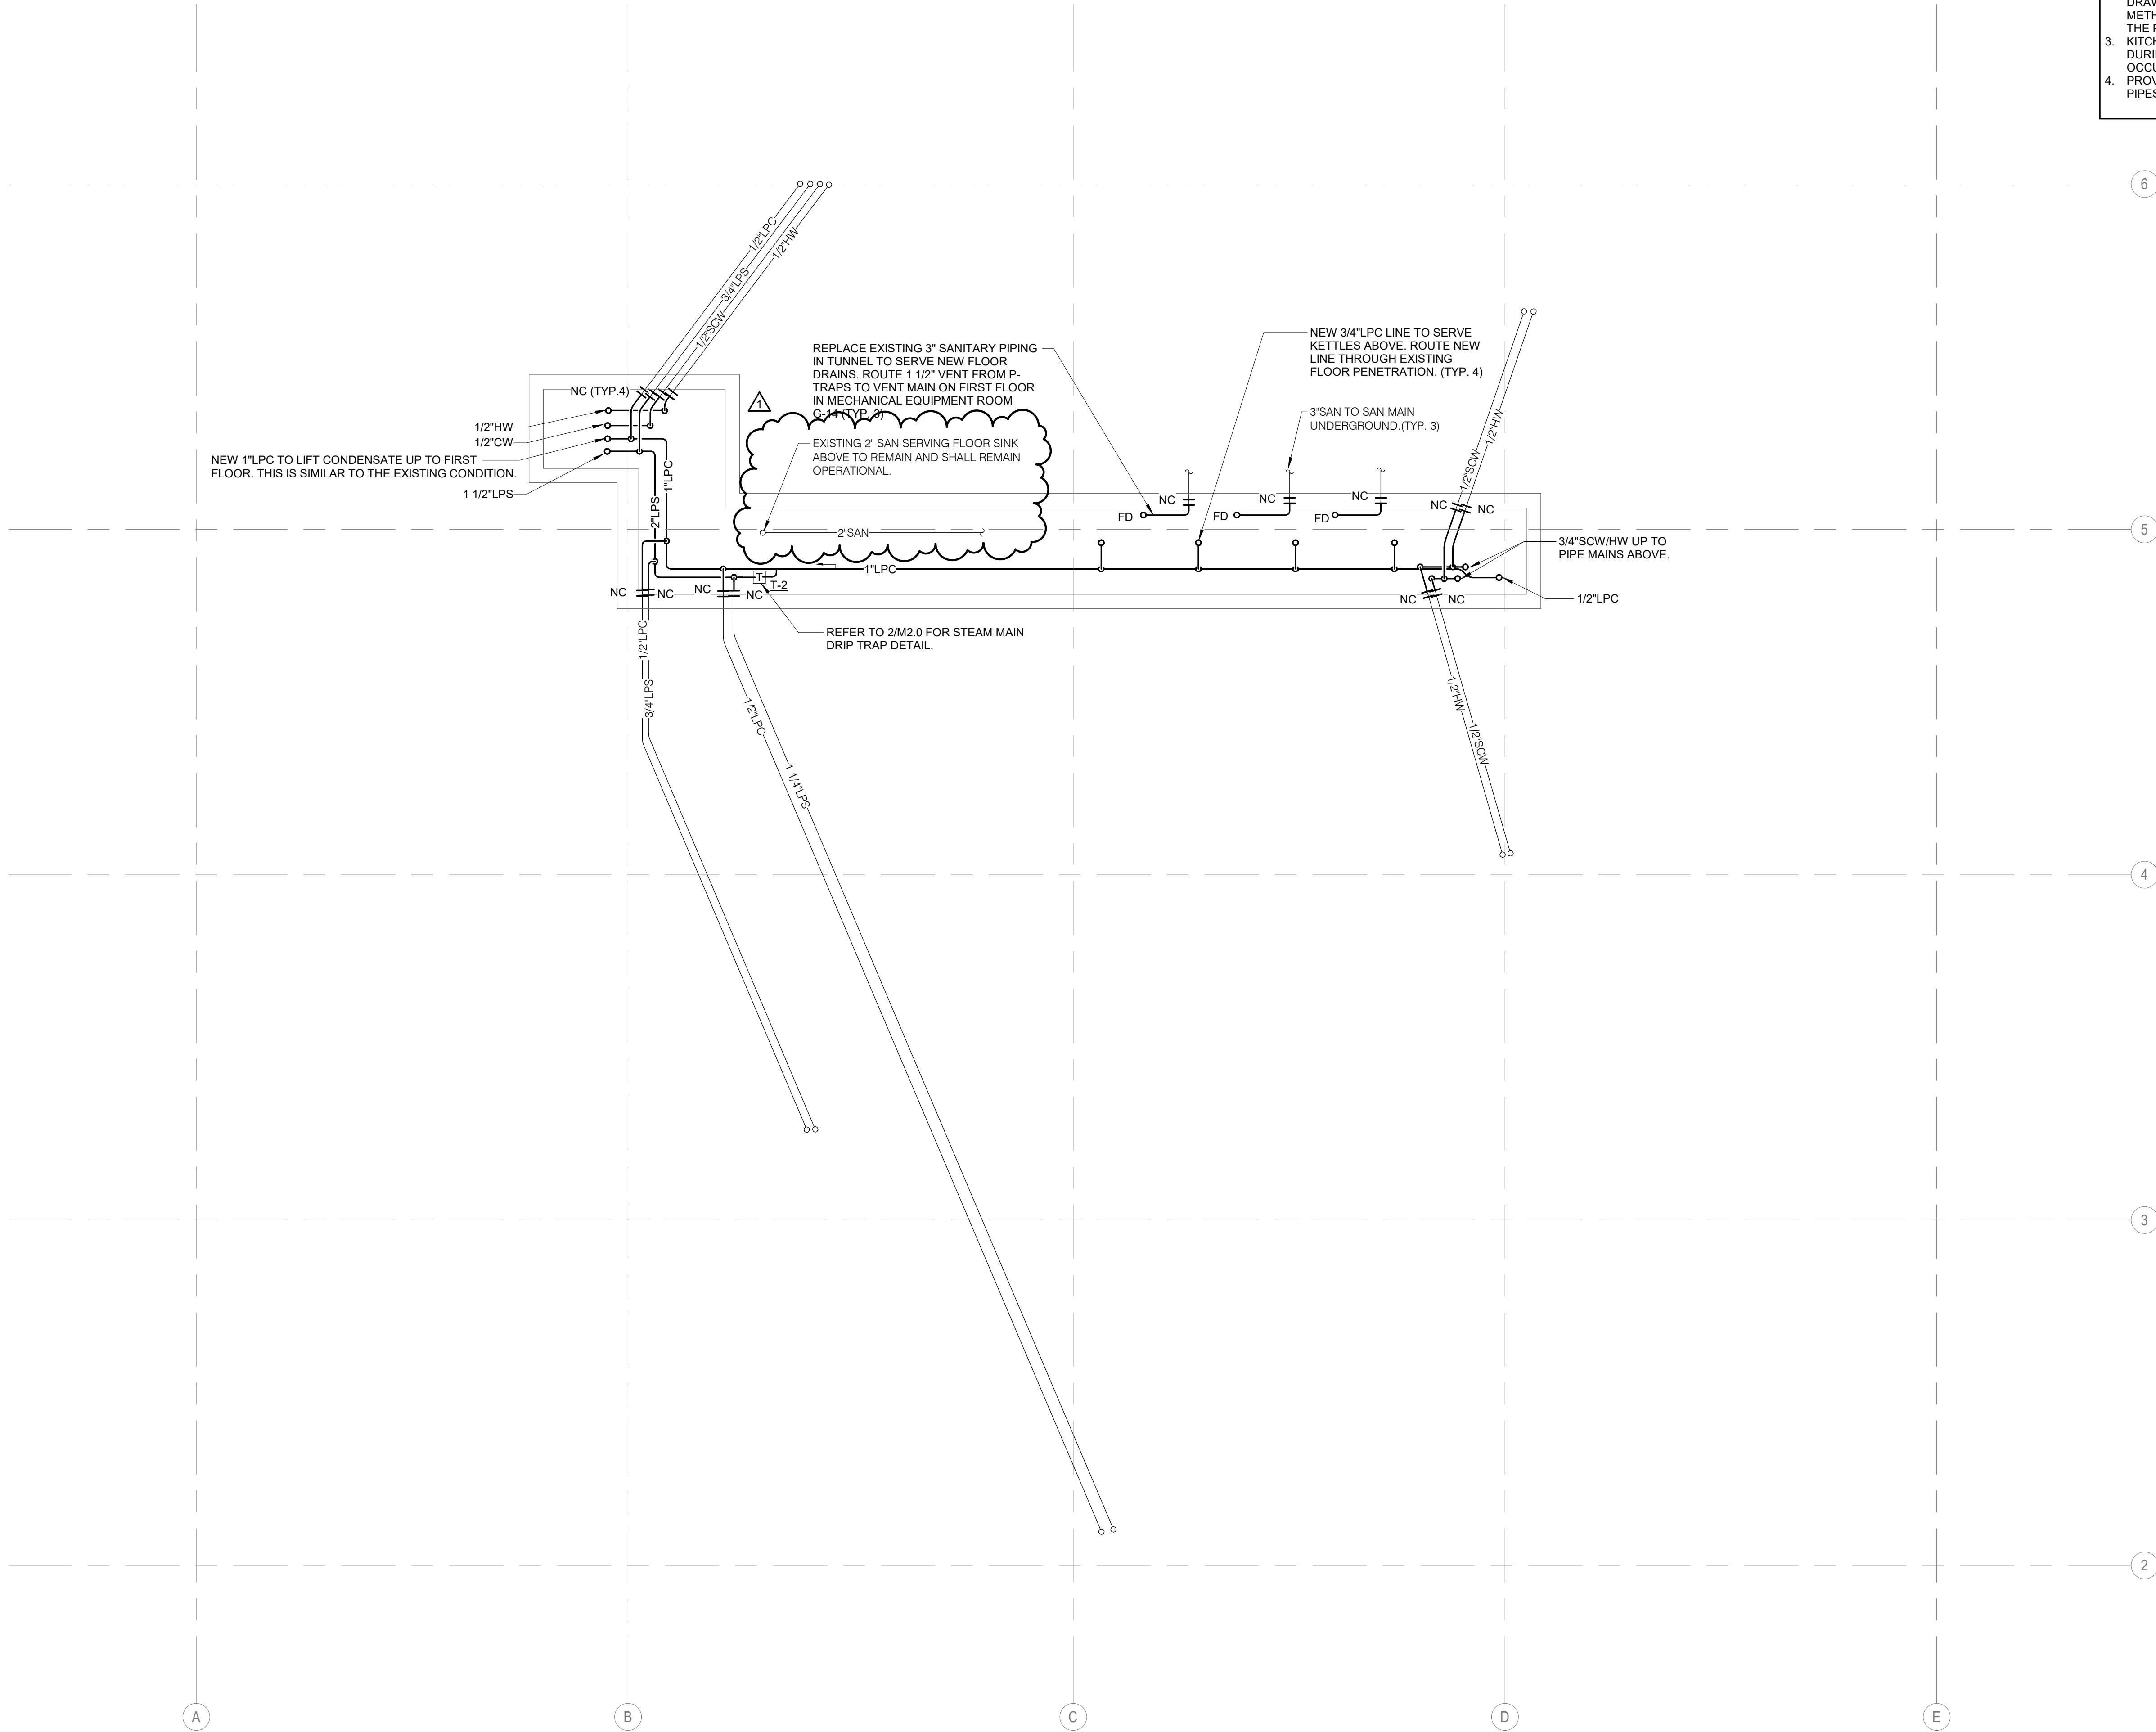 3. KITCH
4. PROV
PIPES
6
1/2"LPC
1/2"HW
3/4"LPS
1/2"SCW
NC (TYP.4)
1/2"HW
1/2"CW
NEW 1"LPC TO LIFT CONDENSATE UP TO FIRST
FLOOR. THIS IS SIMILAR TO THE EXISTING CONDITION.
1 1/2"LPS
2"LPS
1"LPC
1
REPLACE EXISTING 3" SANITARY PIPING
IN TUNNEL TO SERVE NEW FLOOR
DRAINS. ROUTE 1 1/2" VENT FROM P-
TRAPS TO VENT MAIN ON FIRST FLOOR
IN MECHANICAL EQUIPMENT ROOM
G-14 (TYP. 3)
EXISTING 2" SAN SERVING FLOOR SINK
ABOVE TO REMAIN AND SHALL REMAIN
OPERATIONAL.
2"SAN
NEW 3/4"LPC LINE TO SERVE
KETTLES ABOVE. ROUTE NEW
LINE THROUGH EXISTING
FLOOR PENETRATION. (TYP. 4)
3"SAN TO SAN MAIN
UNDERGROUND.(TYP. 3)
1/2"HW
1/2"SCW
NC
NC
NC
NC
NC
FD
FD
FD
5
3/4"SCW/HW UP TO
PIPE MAINS ABOVE.
1"LPC
T
T-2
NC
NC
NC
NC
NC
NC
1/2"LPC
REFER TO 2/M2.0 FOR STEAM MAIN
DRIP TRAP DETAIL.
1/2"LPC
3/4"LPS
1/2"LPC
1 1/4"LPS
1/2"HW
1/2"SCW
4
3
2
A
B
C
D
E